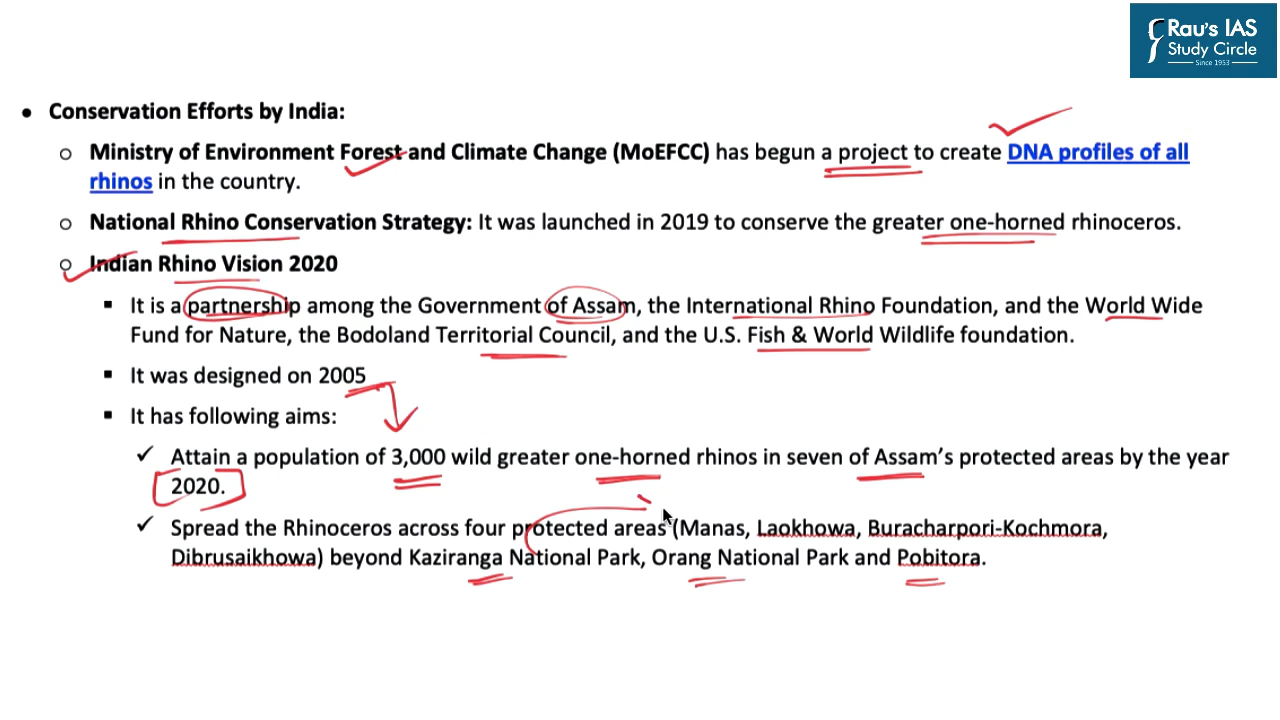 Rau's IAS
Study Circle
Since 1953
• Conservation Efforts by India:
o Ministry of Environment Forest and Climate Change (MoEFCC) has begun a project to create DNA profiles of all
rhinos in the country.
o National Rhino Conservation Strategy: It was launched in 2019 to conserve the greater one-horned rhinoceros.
o Indian Rhino Vision 2020
▪ It is a partnership among the Government of Assam, the International Rhino Foundation, and the World Wide
Fund for Nature, the Bodoland Territorial Council, and the U.S. Fish & World Wildlife foundation.
▪ It was designed on 2005
▪ It has following aims:
✓ Attain a population of 3,000 wild greater one-horned rhinos in seven of Assam's protected areas by the year
2020.
✓ Spread the Rhinoceros across four protected areas (Manas, Laokhowa, Buracharpori-Kochmora,
Dibrusaikhowa) beyond Kaziranga National Park, Orang National Park and Pobitora.